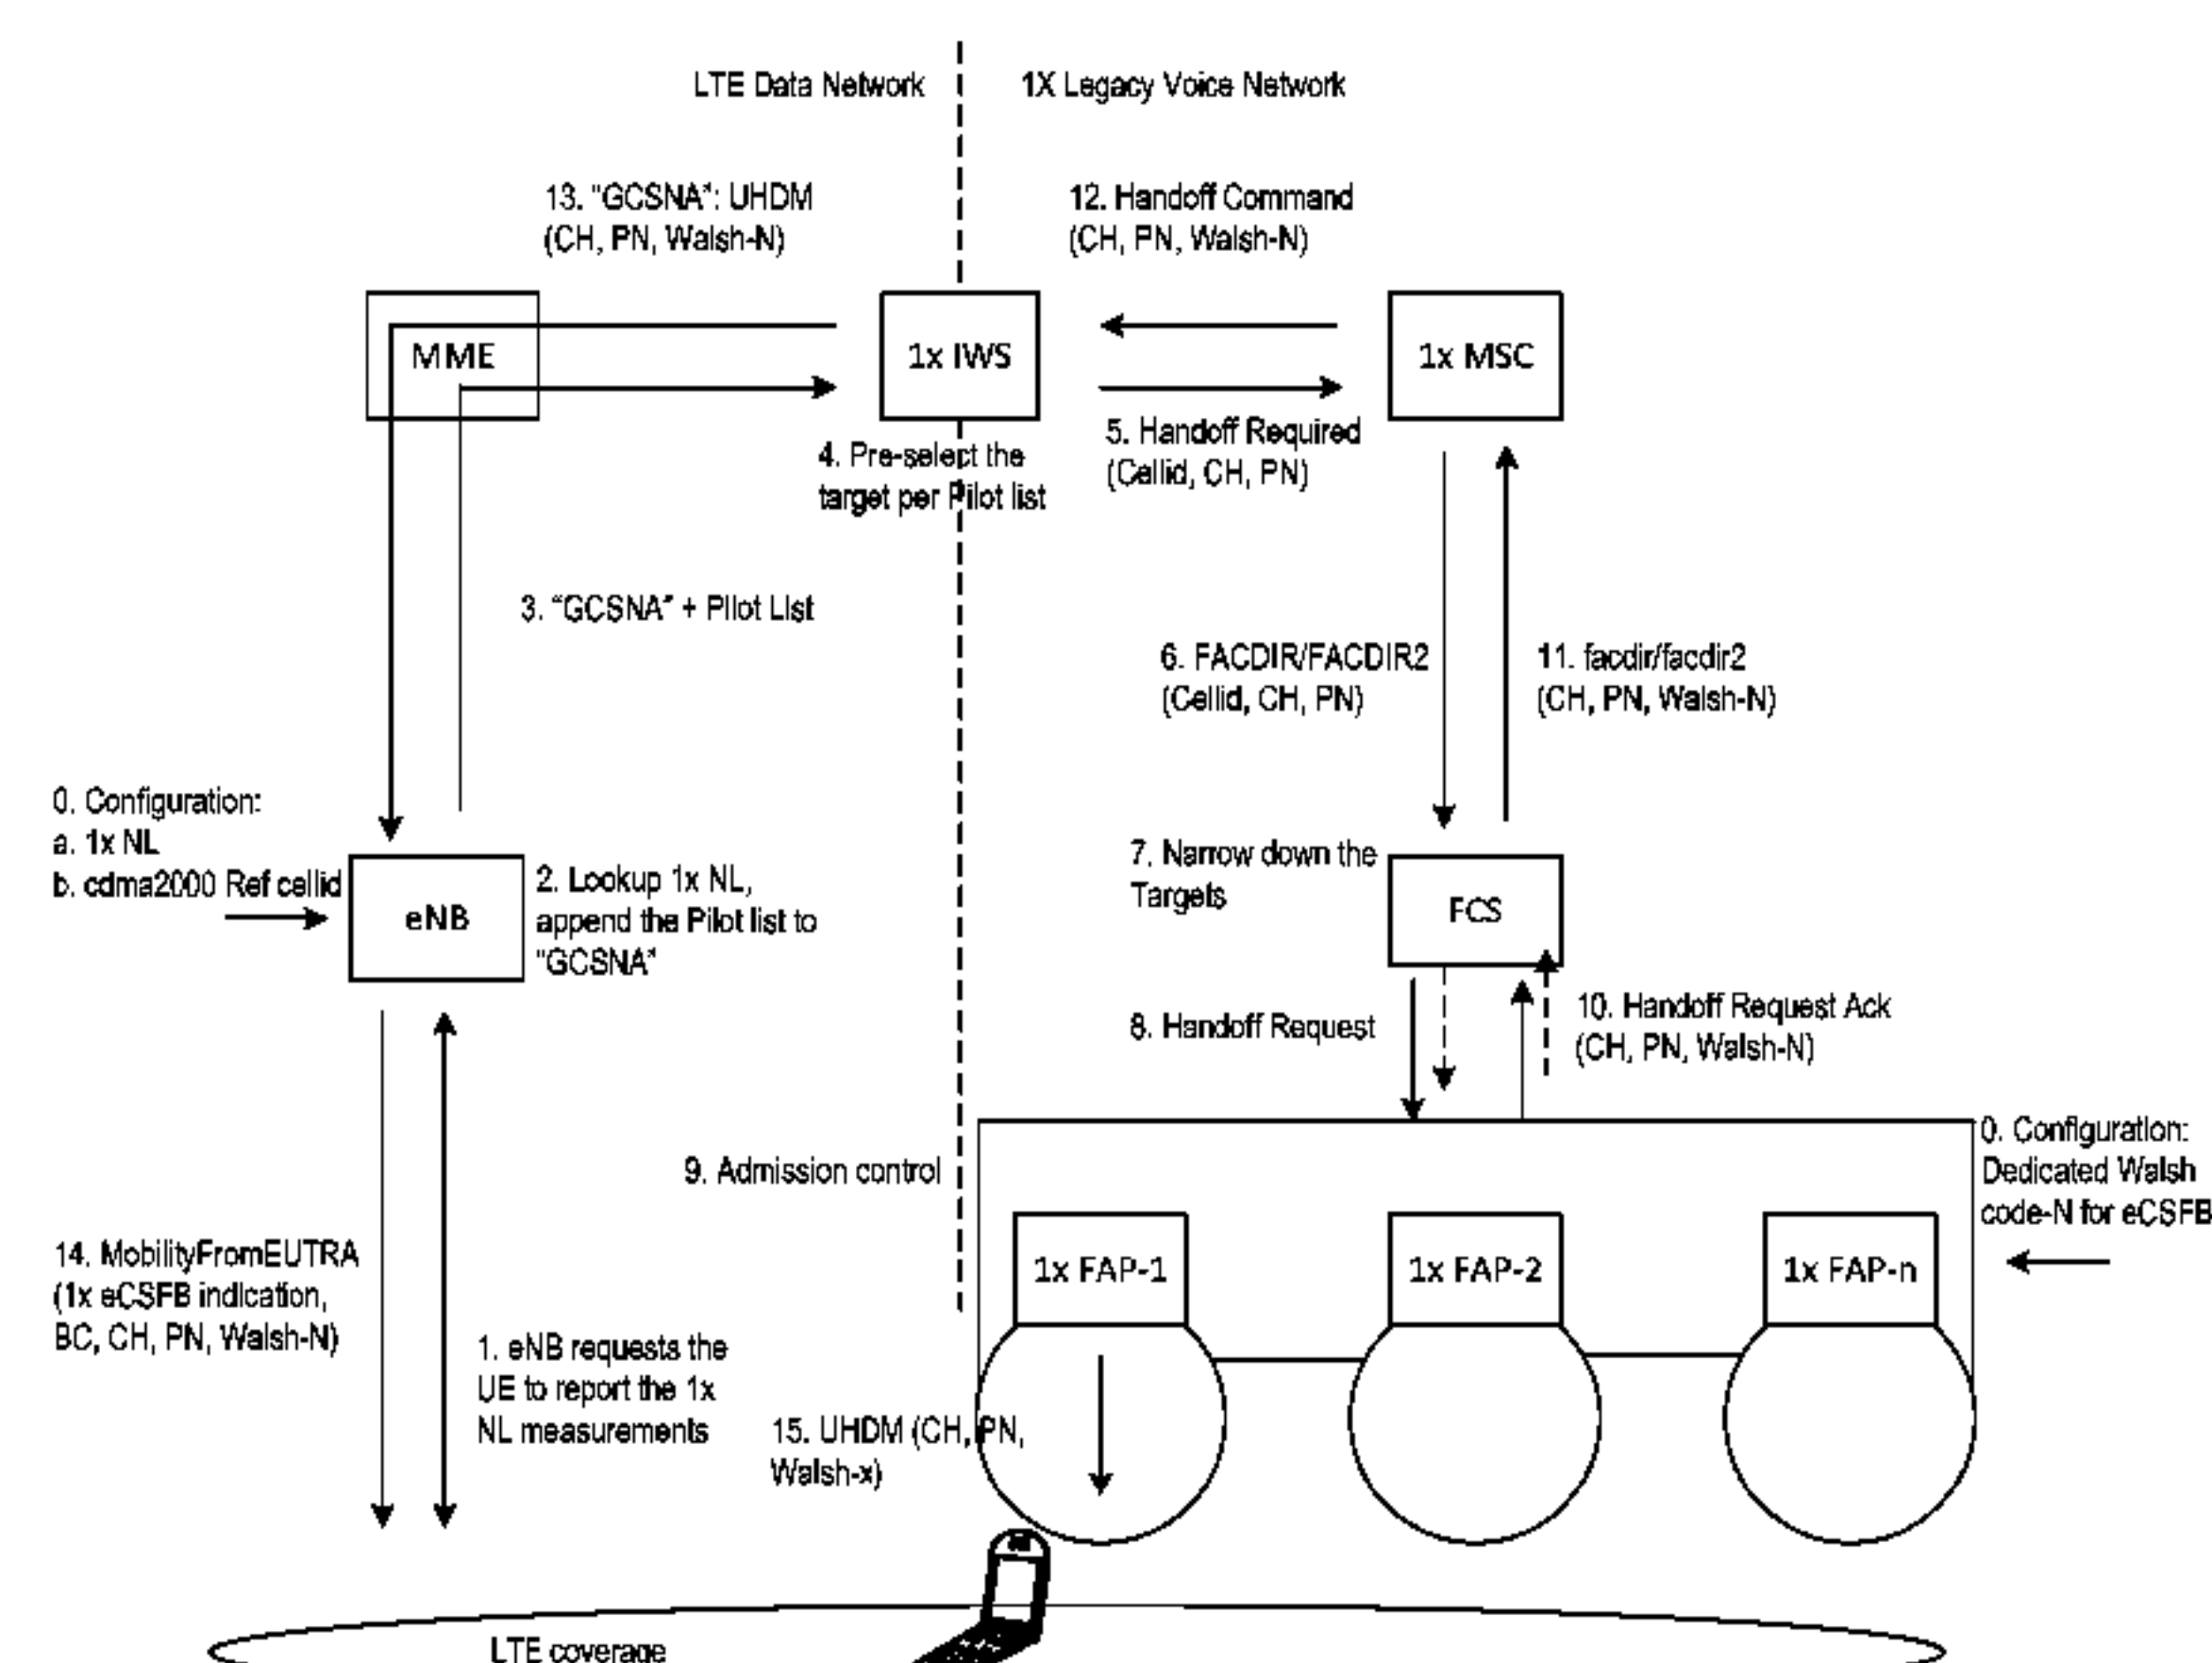 LTE Data Network
1X Legacy Voice Network
13. "GCSNA": UHDM
(CH, PN, Walsh-N)
12. Handoff Command
(CH, PN, Walsh-N)
MME
1x IWS
1x MSC
4. Pre-select the
target per Pilot list
5. Handoff Required
(Cellid, CH, PN)
3. "GCSNA" + Pilot List
6. FACDIR/FACDIR2
(Cellid, CH, PN)
11. facdir/facdir2
(CH, PN, Walsh-N)
0. Configuration:
a. 1x NL
b. cdma2000 Ref cellid
eNB
2. Lookup 1x NL,
append the Pilot list to
"GCSNA"
7. Narrow down the
Targets
FCS
8. Handoff Request
10. Handoff Request Ack
(CH, PN, Walsh-N)
9. Admission control
0. Configuration:
Dedicated Walsh
code-N for eCSFB
1x FAP-1
1x FAP-2
1x FAP-n
14. MobilityFromEUTRA
(1x eCSFB indication,
BC, CH, PN, Walsh-N)
1. eNB requests the
UE to report the 1x
NL measurements
15. UHDM (CH, PN,
Walsh-x)
LTE coverage